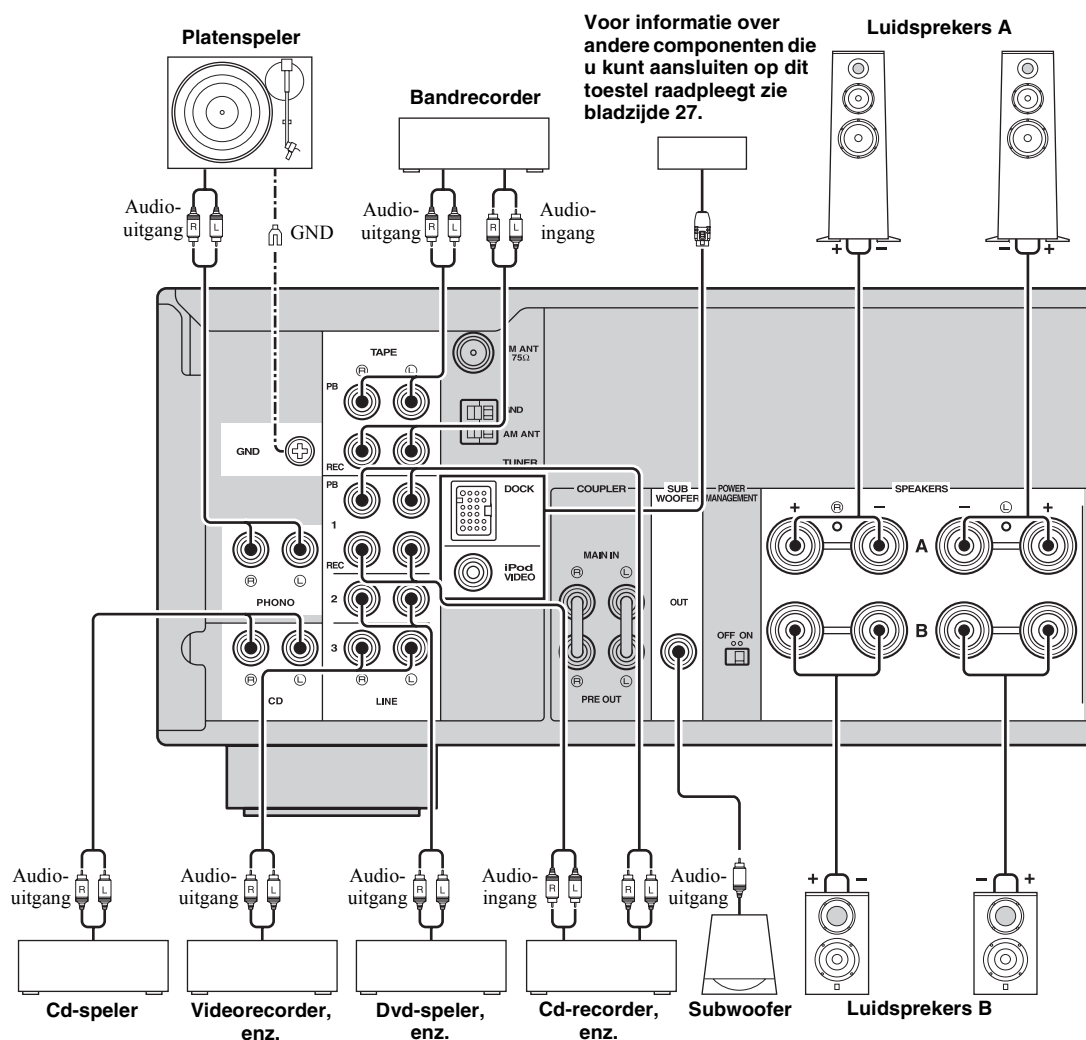 Voor informatie over
andere componenten die
u kunt aansluiten op dit
toestel raadpleegt zie
bladzijde 27.
Luidsprekers A
Platenspeler
Bandrecorder
Audio-
uitgang
R
L
GND
Audio-
uitgang
R
L
R
L
Audio-
ingang
+
−
−
+
TAPE
R
L
PB
REC
M ANT
75Ω
GND
AM ANT
TUNER
GND
PB
1
REC
2
3
R
L
LINE
R
L
PHONO
R
L
CD
DOCK
iPod
VIDEO
COUPLER
MAIN IN
R
L
R
L
PRE OUT
SUB
WOOFER
OUT
POWER
MANAGEMENT
OFF ON
SPEAKERS
+
R
−
−
L
+
A
B
Audio-
uitgang
R
L
Audio-
uitgang
R
L
Audio-
uitgang
R
L
Audio-
ingang
R
L
R
L
Audio-
uitgang
+
−
−
+
Cd-speler
Videorecorder,
enz.
Dvd-speler,
enz.
Cd-recorder,
enz.
Subwoofer
Luidsprekers B